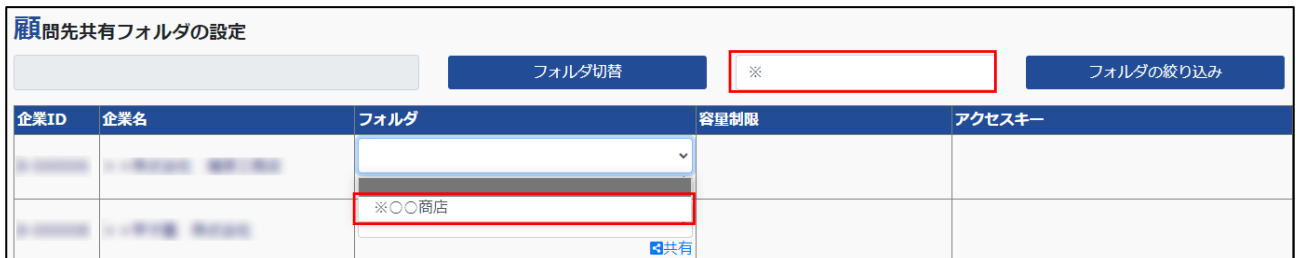 顧問先共有フォルダの設定
フォルダ切替 ※ フォルダの絞り込み
企業ID 企業名 フォルダ 容量制限 アクセスキー
※○○商店
共有